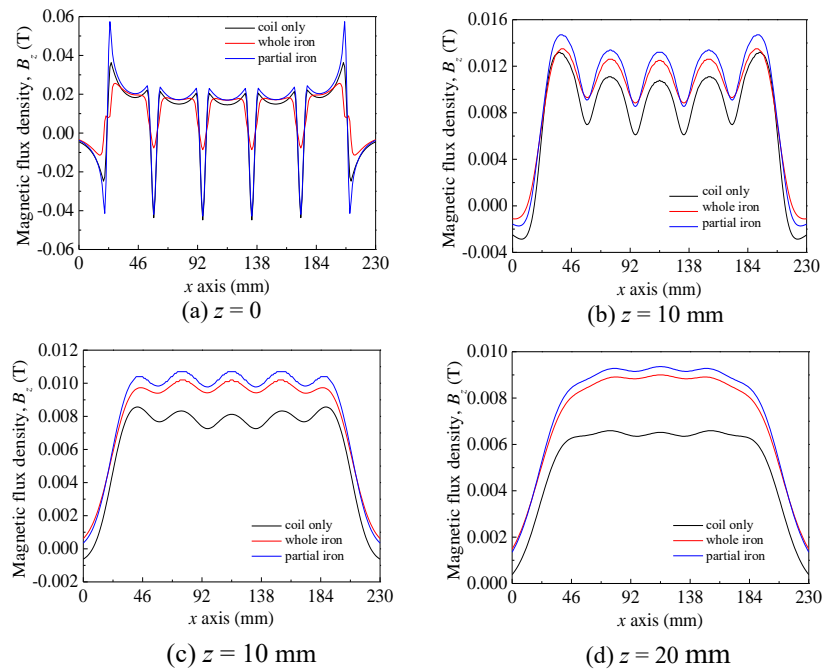 Magnetic flux density, Bz (T)
0.06
0.04
0.02
0.00
-0.02
-0.04
-0.06
coil only
whole iron
partial iron
0 46 92 138 184 230
x axis (mm)
(a) z = 0
Magnetic flux density, Bz (T)
0.016
0.012
0.008
0.004
0.000
-0.004
coil only
whole iron
partial iron
0 46 92 138 184 230
x axis (mm)
(b) z = 10 mm
Magnetic flux density, Bz (T)
0.012
0.010
0.008
0.006
0.004
0.002
0.000
-0.002
coil only
whole iron
partial iron
0 46 92 138 184 230
x axis (mm)
(c) z = 10 mm
Magnetic flux density, Bz (T)
0.010
0.008
0.006
0.004
0.002
0.000
coil only
whole iron
partial iron
0 46 92 138 184 230
x axis (mm)
(d) z = 20 mm